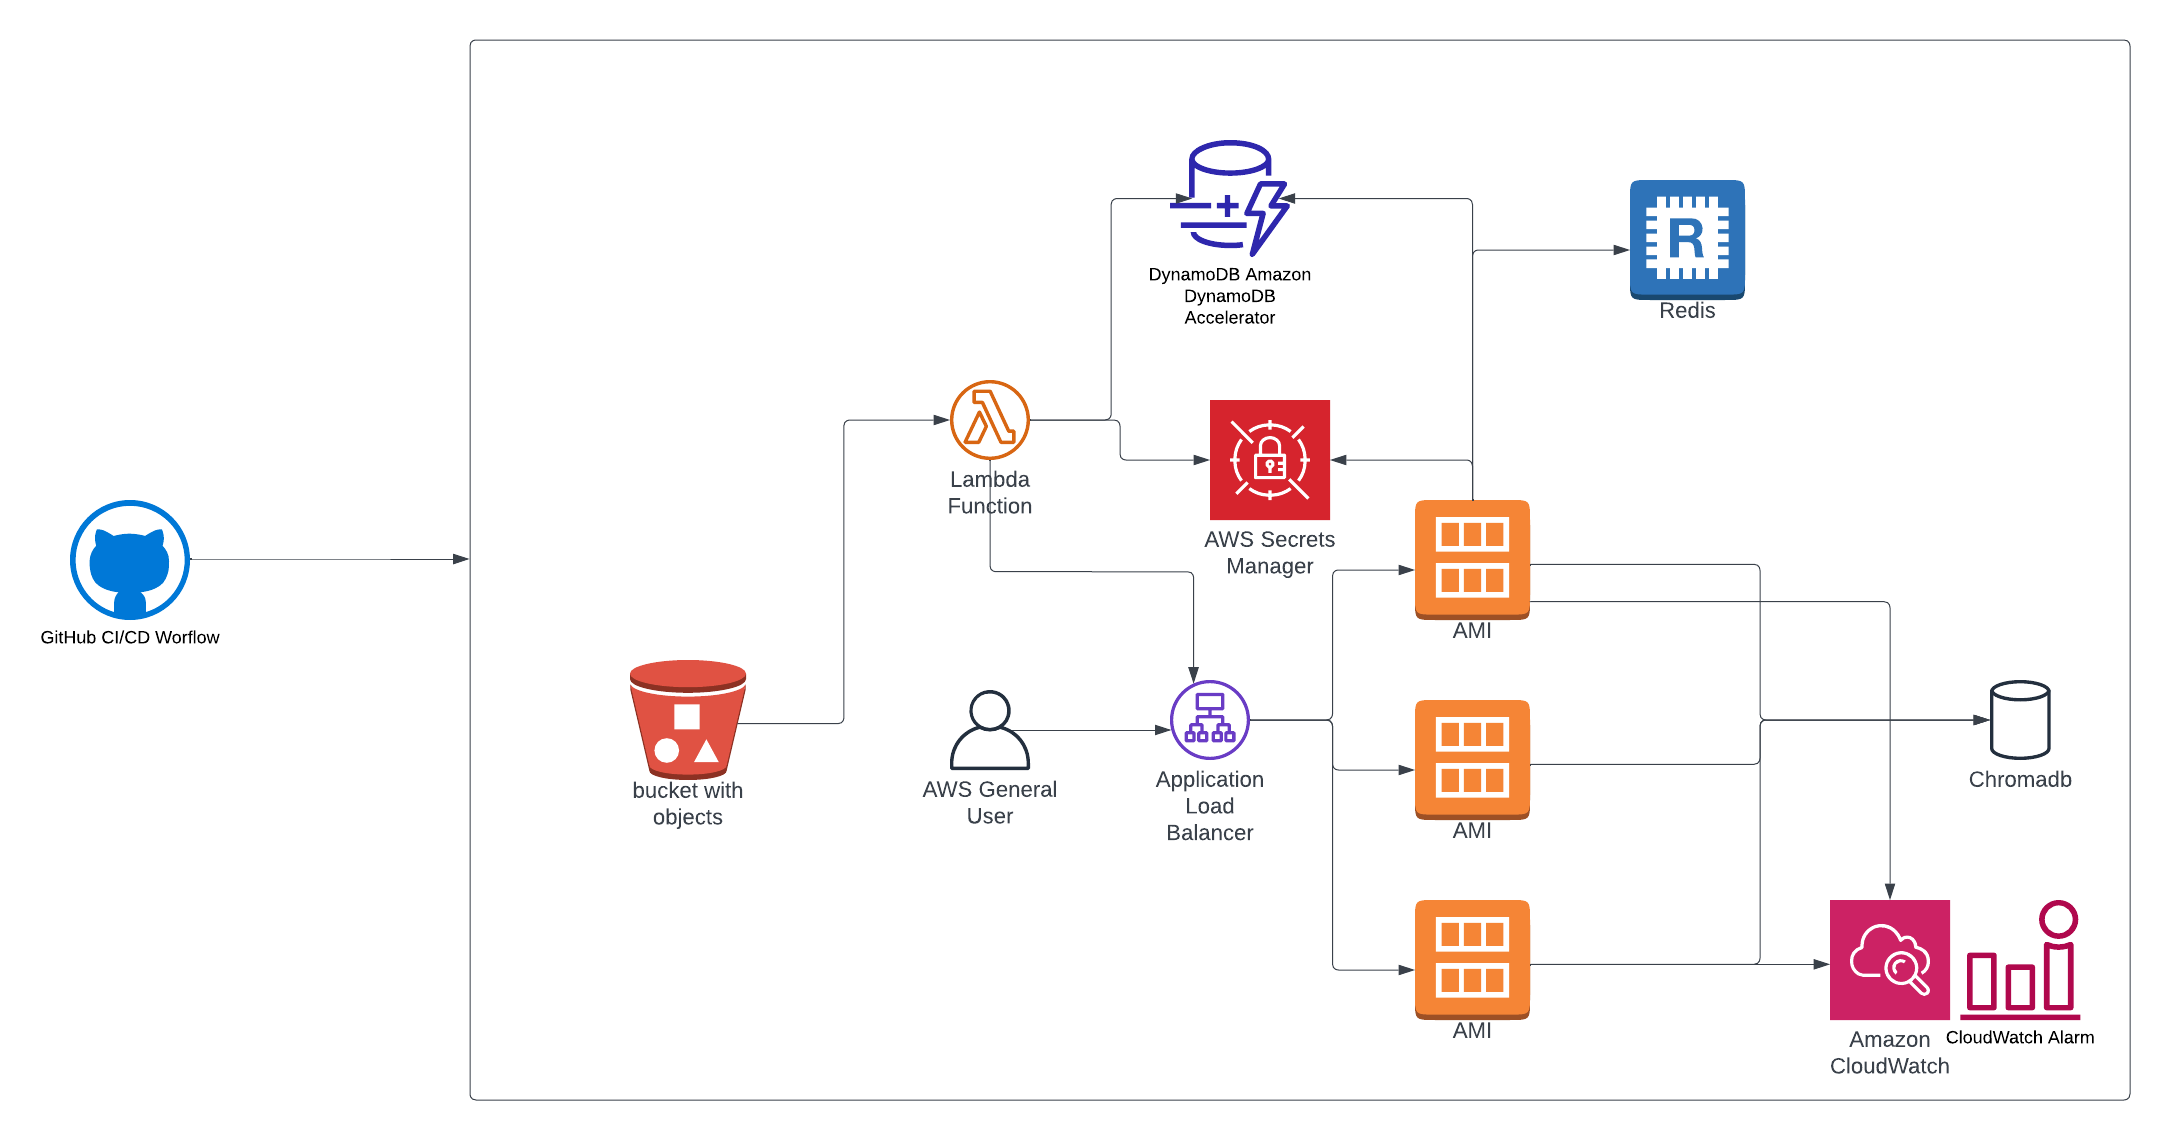 DynamoDB Amazon
DynamoDB
Accelerator
R
Redis
Lambda
Function
AWS Secrets
Manager
GitHub CI/CD Worflow
AMI
bucket with
objects
AWS General
User
Application
Load
Balancer
AMI
Chromadb
AMI
Amazon
CloudWatch
CloudWatch Alarm